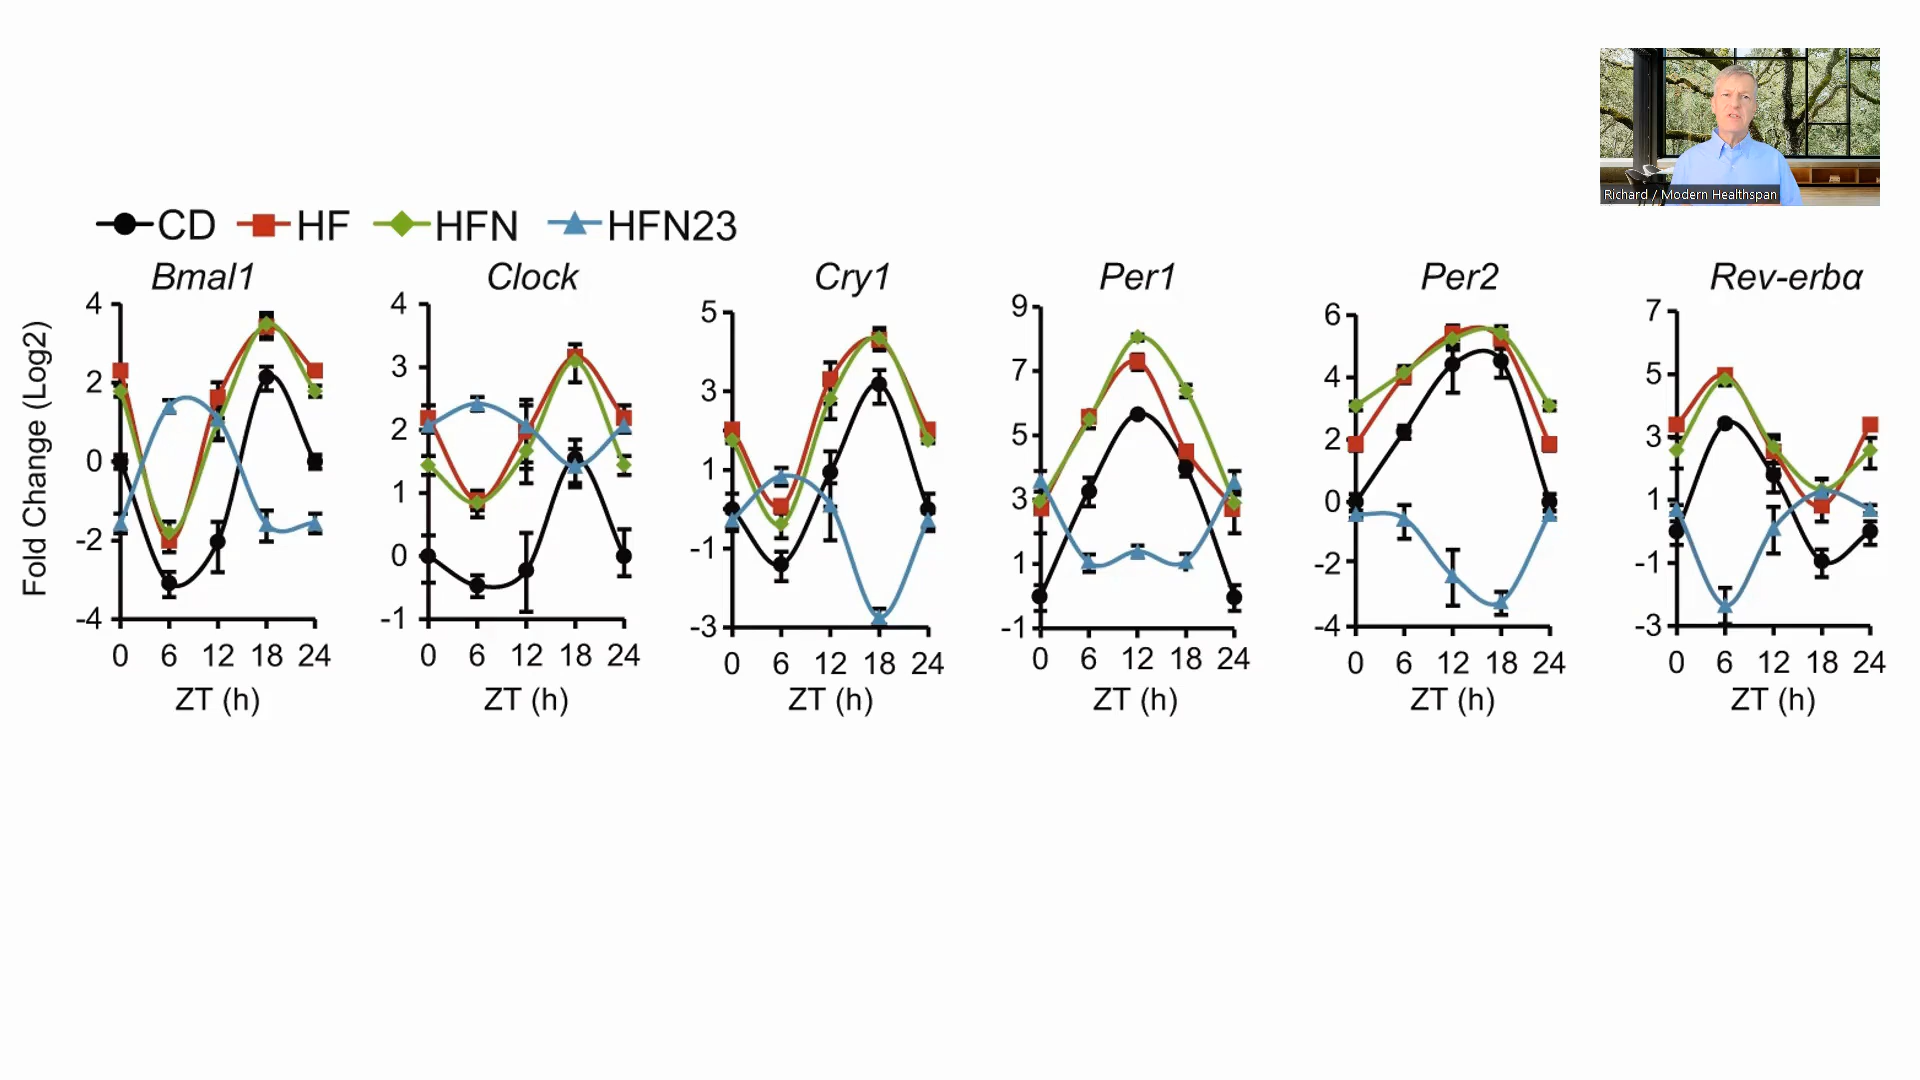 Richard / Modern Healthspan
CD HF HFN HFN23
Bmal1 Clock Cry1 Per1 Per2 Rev-erbα
Fold Change (Log2)
4 2 0 -2 -4
0 6 12 18 24
ZT (h)
4 3 2 1 0 -1
0 6 12 18 24
ZT (h)
5 3 1 -1 -3
0 6 12 18 24
ZT (h)
9 7 5 3 1 -1
0 6 12 18 24
ZT (h)
6 4 2 0 -2 -4
0 6 12 18 24
ZT (h)
7 5 3 1 -1 -3
0 6 12 18 24
ZT (h)